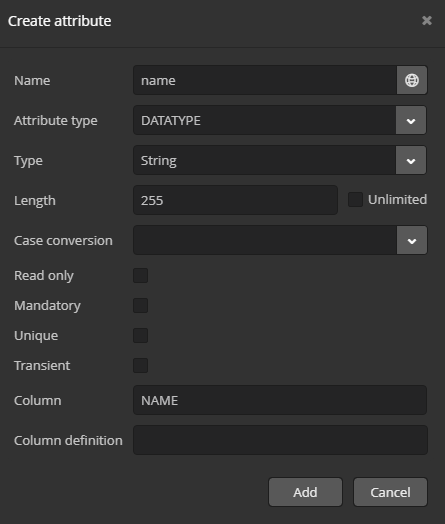 Create attribute
Name name
Attribute type DATATYPE
Type String
Length 255 Unlimited
Case conversion
Read only
Mandatory
Unique
Transient
Column NAME
Column definition
Add Cancel